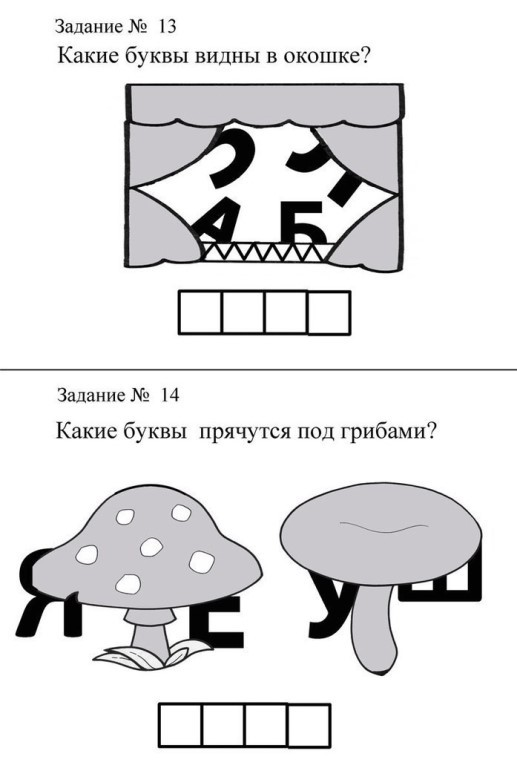 Задание № 13
Какие буквы видны в окошке?
А Б
Задание № 14
Какие буквы прячутся под грибами?
Я Е У Ш